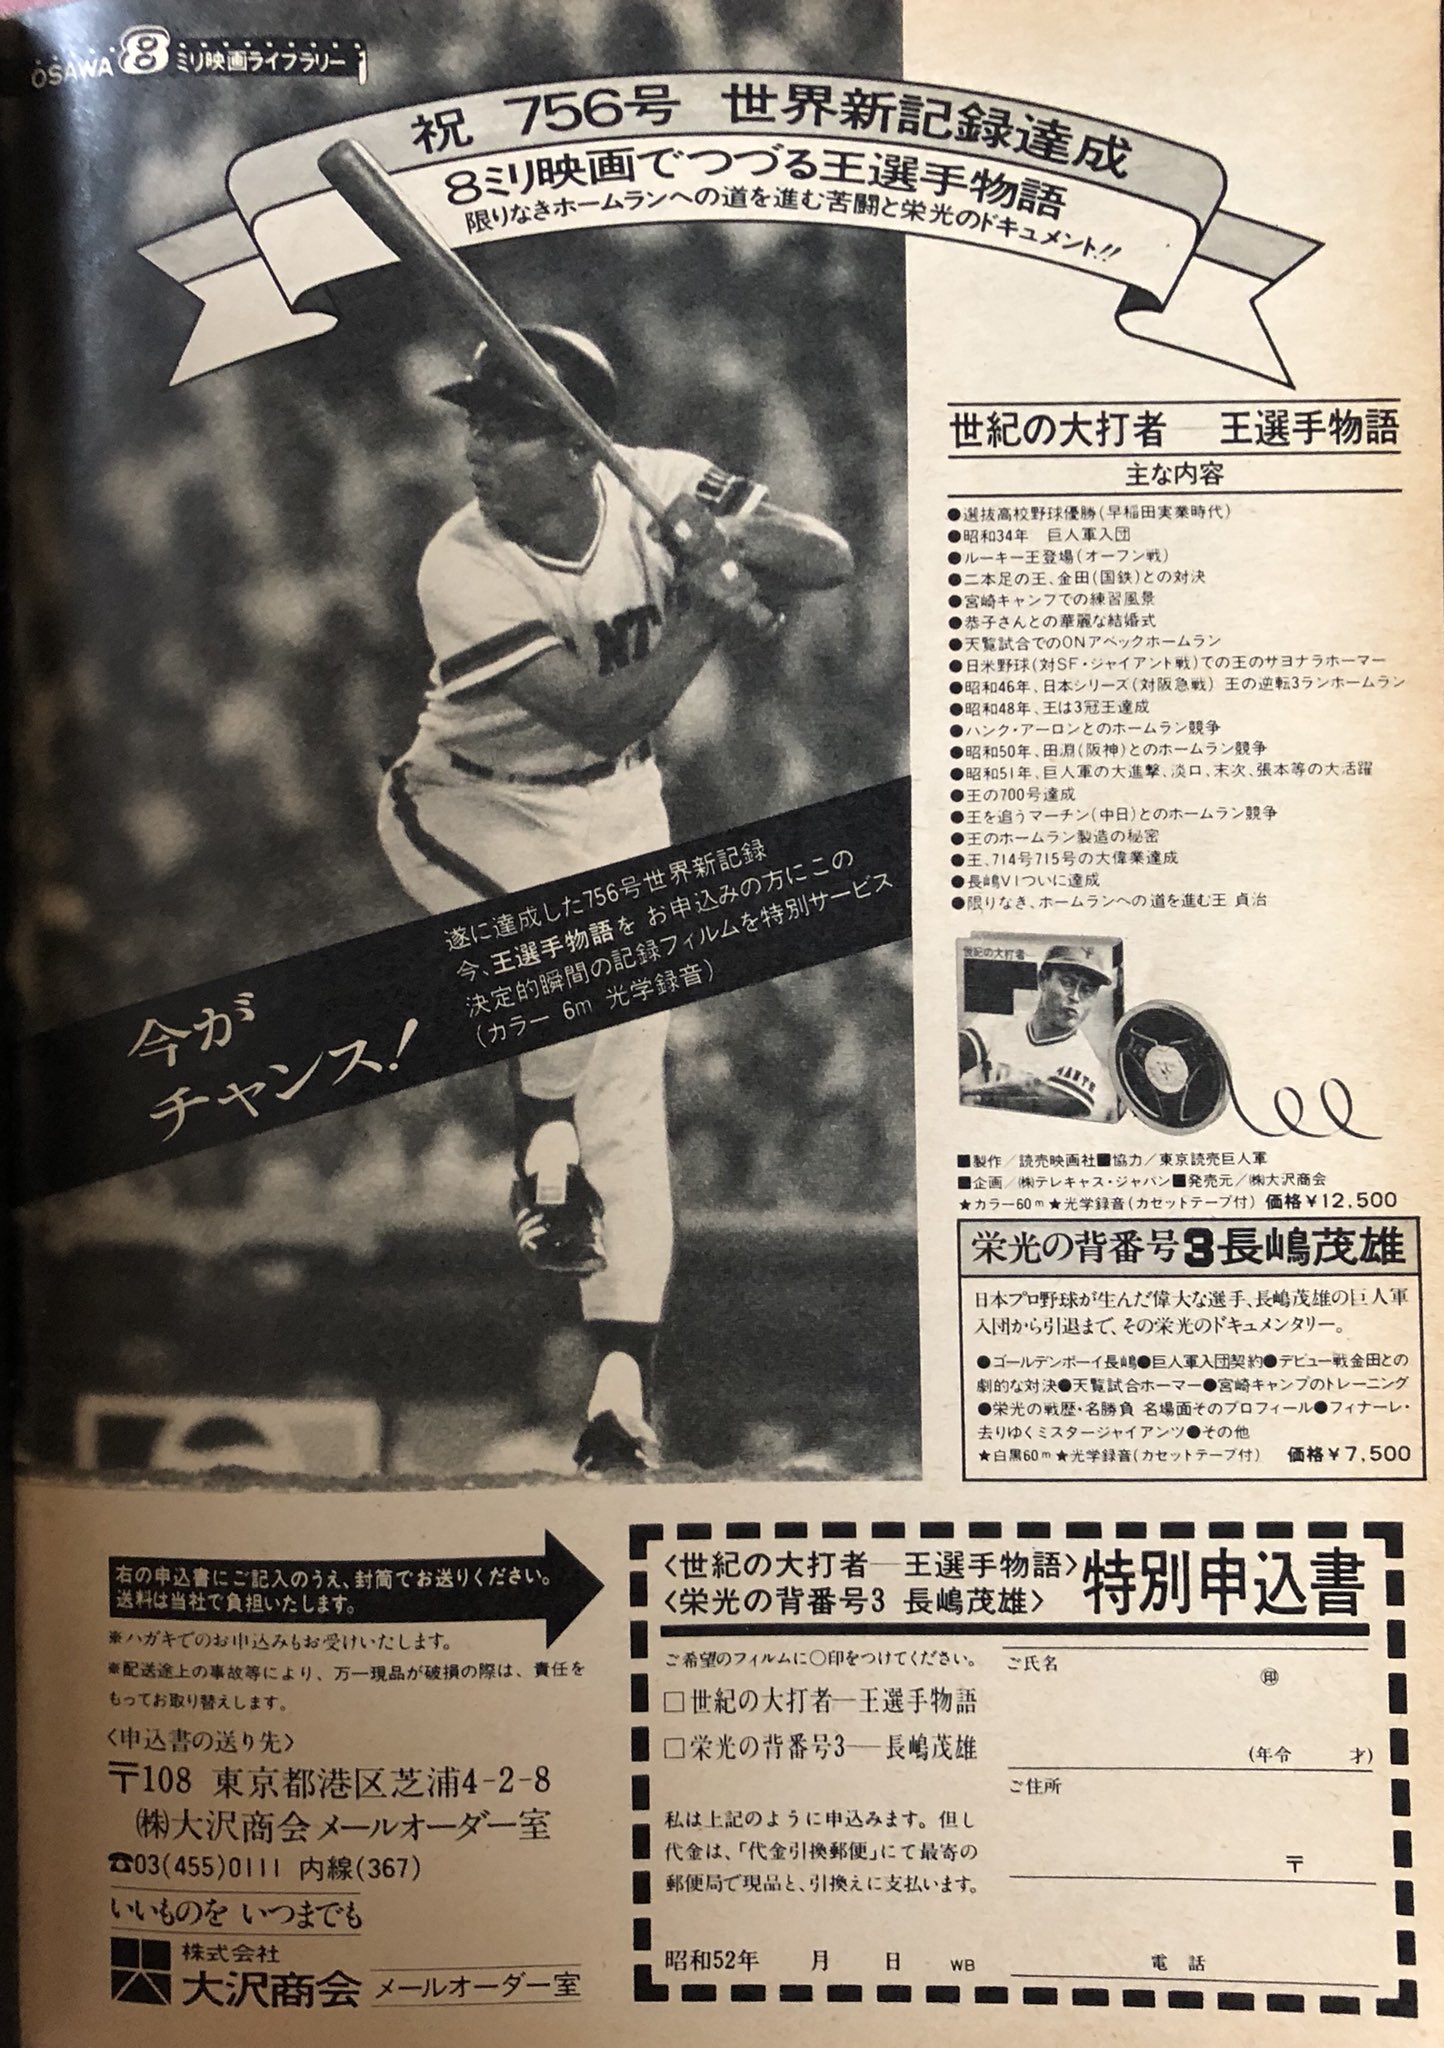 OSAWA 8 ミリ映画ライブラリー 1
祝 756号 世界新記録達成
8ミリ映画でつづる王選手物語
限りなきホームランへの道を進む苦闘と栄光のドキュメント!!
世紀の大打者 王選手物語
主な内容
●選抜高校野球優勝(早稲田実業時代)
●昭和34年 巨人軍入団
●ルーキー王登場(オープン戦)
●二本足の王、金田(国鉄)との対決
●宮崎キャンプでの練習風景
●恭子さんとの華麗な結婚式
●天覧試合でのONアベックホームラン
●日米野球(対SF・ジャイアント戦)での王のサヨナラホーマー
●昭和46年、日本シリーズ(対阪急戦) 王の逆転3ランホームラン
●昭和48年、王は3冠王達成
●ハンク・アーロンとのホームラン競争
●昭和50年、田淵(阪神)とのホームラン競争
●昭和51年、巨人軍の大進撃、淡口、末次、張本等の大活躍
●王の700号達成
●王を追うマーチン(中日)とのホームラン競争
●王のホームラン製造の秘密
●王、714号715号の大偉業達成
●長嶋V1ついに達成
●限りなき、ホームランへの道を進む王 貞治
今が
チャンス!
遂に達成した756号世界新記録
今、王選手物語を お申込みの方にこの
決定的瞬間の記録フィルムを特別サービス
(カラー 6m 光学録音)
世紀の大打者
■製作/読売映画社■協力/東京読売巨人軍
■企画/㈱テレキャス・ジャパン■発売元/㈱大沢商会
★カラー60m★光学録音(カセットテープ付) 価格¥12,500
栄光の背番号3長嶋茂雄
日本プロ野球が生んだ偉大な選手、長嶋茂雄の巨人軍
入団から引退まで、その栄光のドキュメンタリー。
●ゴールデンボーイ長嶋●巨人軍入団契約●デビュー戦金田との
劇的な対決●天覧試合ホーマー●宮崎キャンプのトレーニング
●栄光の戦歴・名勝負 名場面そのプロフィール●フィナーレ・
去りゆくミスタージャイアンツ●その他
★白黒60m★光学録音(カセットテープ付) 価格¥7,500
右の申込書にご記入のうえ、封筒でお送りください。
送料は当社で負担いたします。
※ハガキでのお申込みもお受けいたします。
※配送途上の事故等により、万一現品が破損の際は、責任を
もってお取り替えします。
〈申込書の送り先〉
〒108 東京都港区芝浦4-2-8
㈱大沢商会メールオーダー室
☎03(455)0111 内線(367)
いいものを いつまでも
株式会社
大沢商会 メールオーダー室
〈世紀の大打者―王選手物語〉
〈栄光の背番号3 長嶋茂雄〉
特別申込書
ご希望のフィルムに○印をつけてください。
□世紀の大打者―王選手物語
□栄光の背番号3―長嶋茂雄
私は上記のように申込みます。但し
代金は、「代金引換郵便」にて最寄の
郵便局で現品と、引換えに支払います。
昭和52年 月 日 WB
ご氏名
㊞
(年令 才)
ご住所
〒
電話